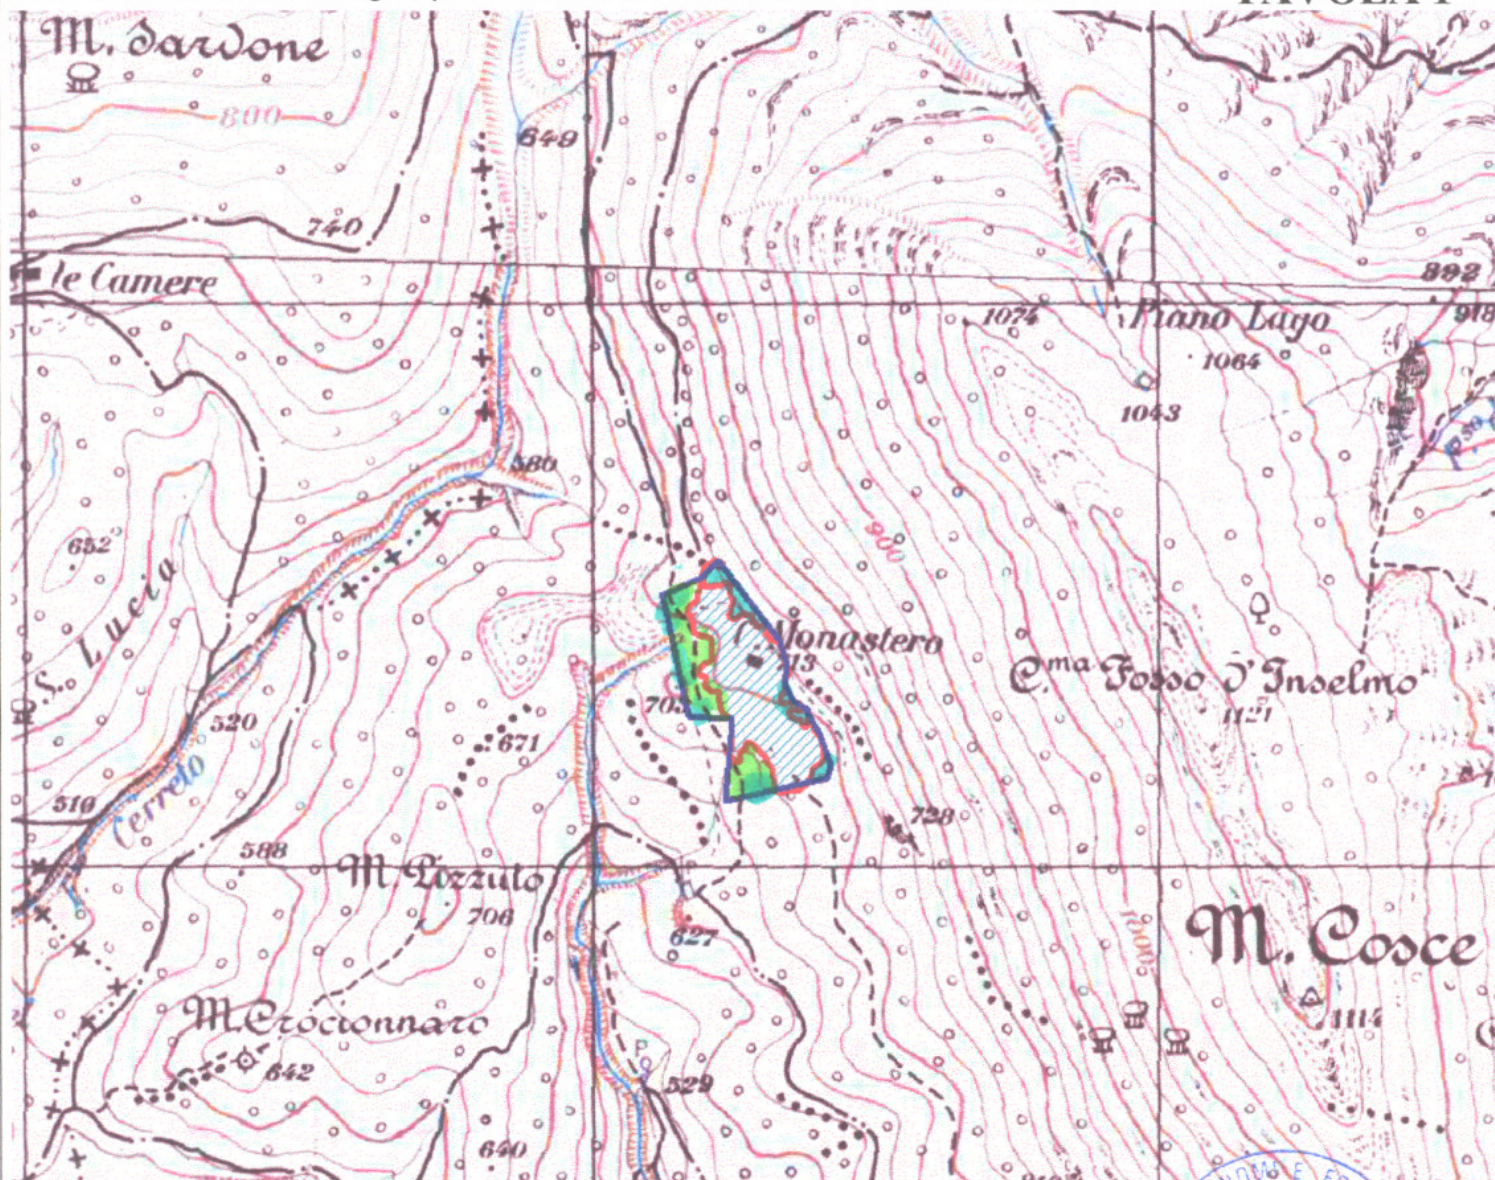 M. Sardone
800
649
740
le Camere
892
1074
Piano Lago
918
1064
1043
580
900
652
S. Lucia
C. Monastero
13
C.ma Fosso d'Inselmo
1121
703
520
671
510
Cerreto
728
588
M. Pizzuto
706
627
1000
M. Cosce
1114
M. Crocionnaro
642
529
640